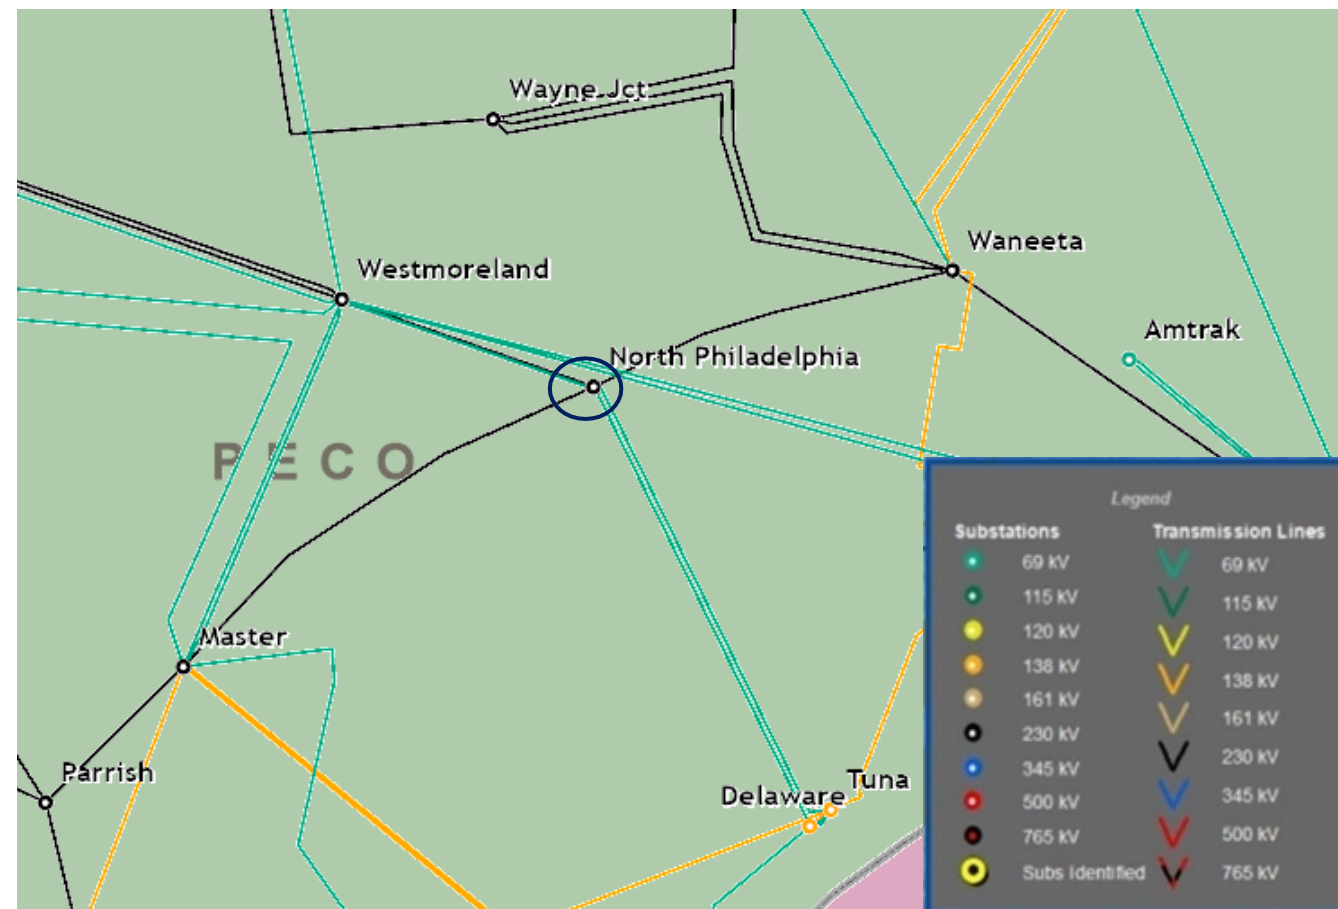 Wayne Jct
Waneeta
Westmoreland
Amtrak
North Philadelphia
PECO
Master
Parrish
Tuna
Delaware
Legend
Substations
Transmission Lines
69 kV
69 kV
115 kV
115 kV
120 kV
120 kV
138 kV
138 kV
161 kV
161 kV
230 kV
230 kV
345 kV
345 kV
500 kV
500 kV
765 kV
Subs Identified
765 kV